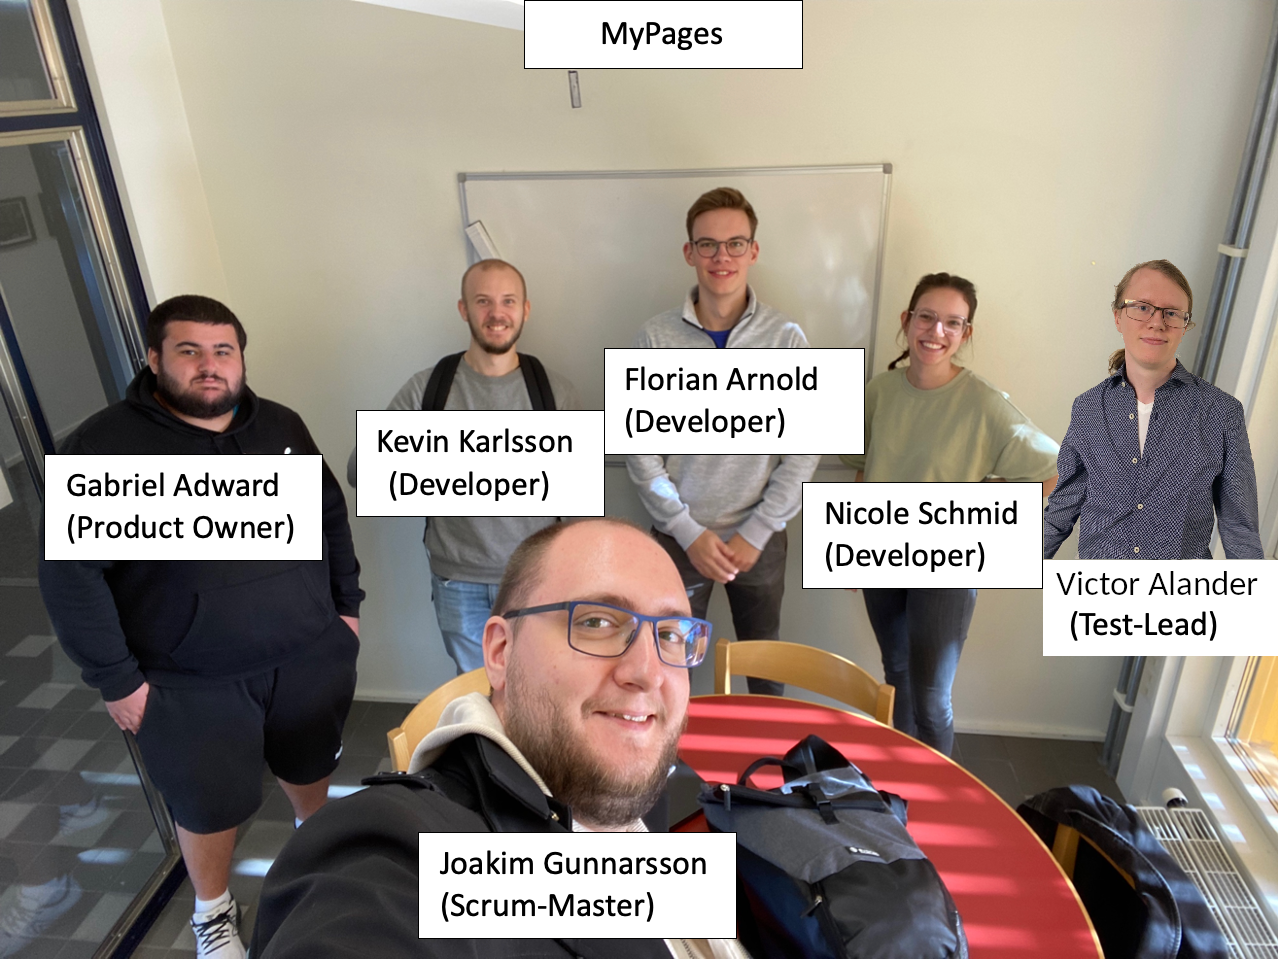 MyPages
Florian Arnold
(Developer)
Kevin Karlsson
(Developer)
Gabriel Adward
(Product Owner)
Nicole Schmid
(Developer)
Victor Alander
(Test-Lead)
Joakim Gunnarsson
(Scrum-Master)